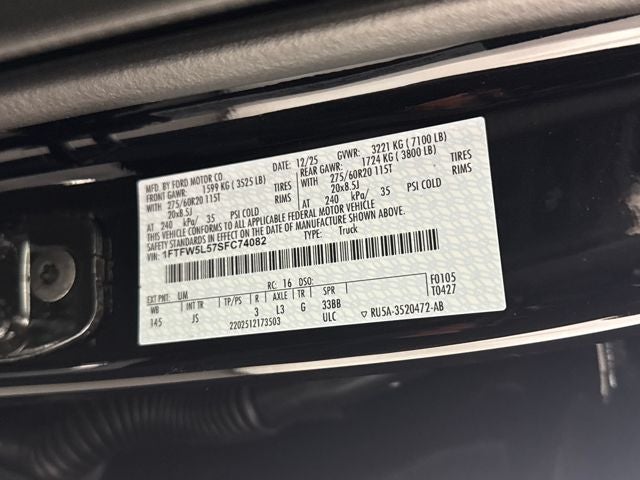 MFD. BY FORD MOTOR CO.
DATE: 12/25 GVWR: 3221 KG ( 7100 LB)
FRONT GAWR: 1599 KG ( 3525 LB) REAR GAWR: 1724 KG ( 3800 LB)
WITH 275/60R20 115T TIRES WITH 275/60R20 115T TIRES
20x8.5J RIMS 20x8.5J RIMS
AT 240 kPa/ 35 PSI COLD AT 240 kPa/ 35 PSI COLD
THIS VEHICLE CONFORMS TO ALL APPLICABLE FEDERAL MOTOR VEHICLE
SAFETY STANDARDS IN EFFECT ON THE DATE OF MANUFACTURE SHOWN ABOVE.
1FTFW5L57SFC74082 TYPE: Truck
RC: 16 DSO: F0105
EXT PNT: UM T0427
WB INT TR TP/PS R AXLE TR SPR
145 JS 3 L3 G 33BB
2202512173503 ULC RU5A-3520472-AB